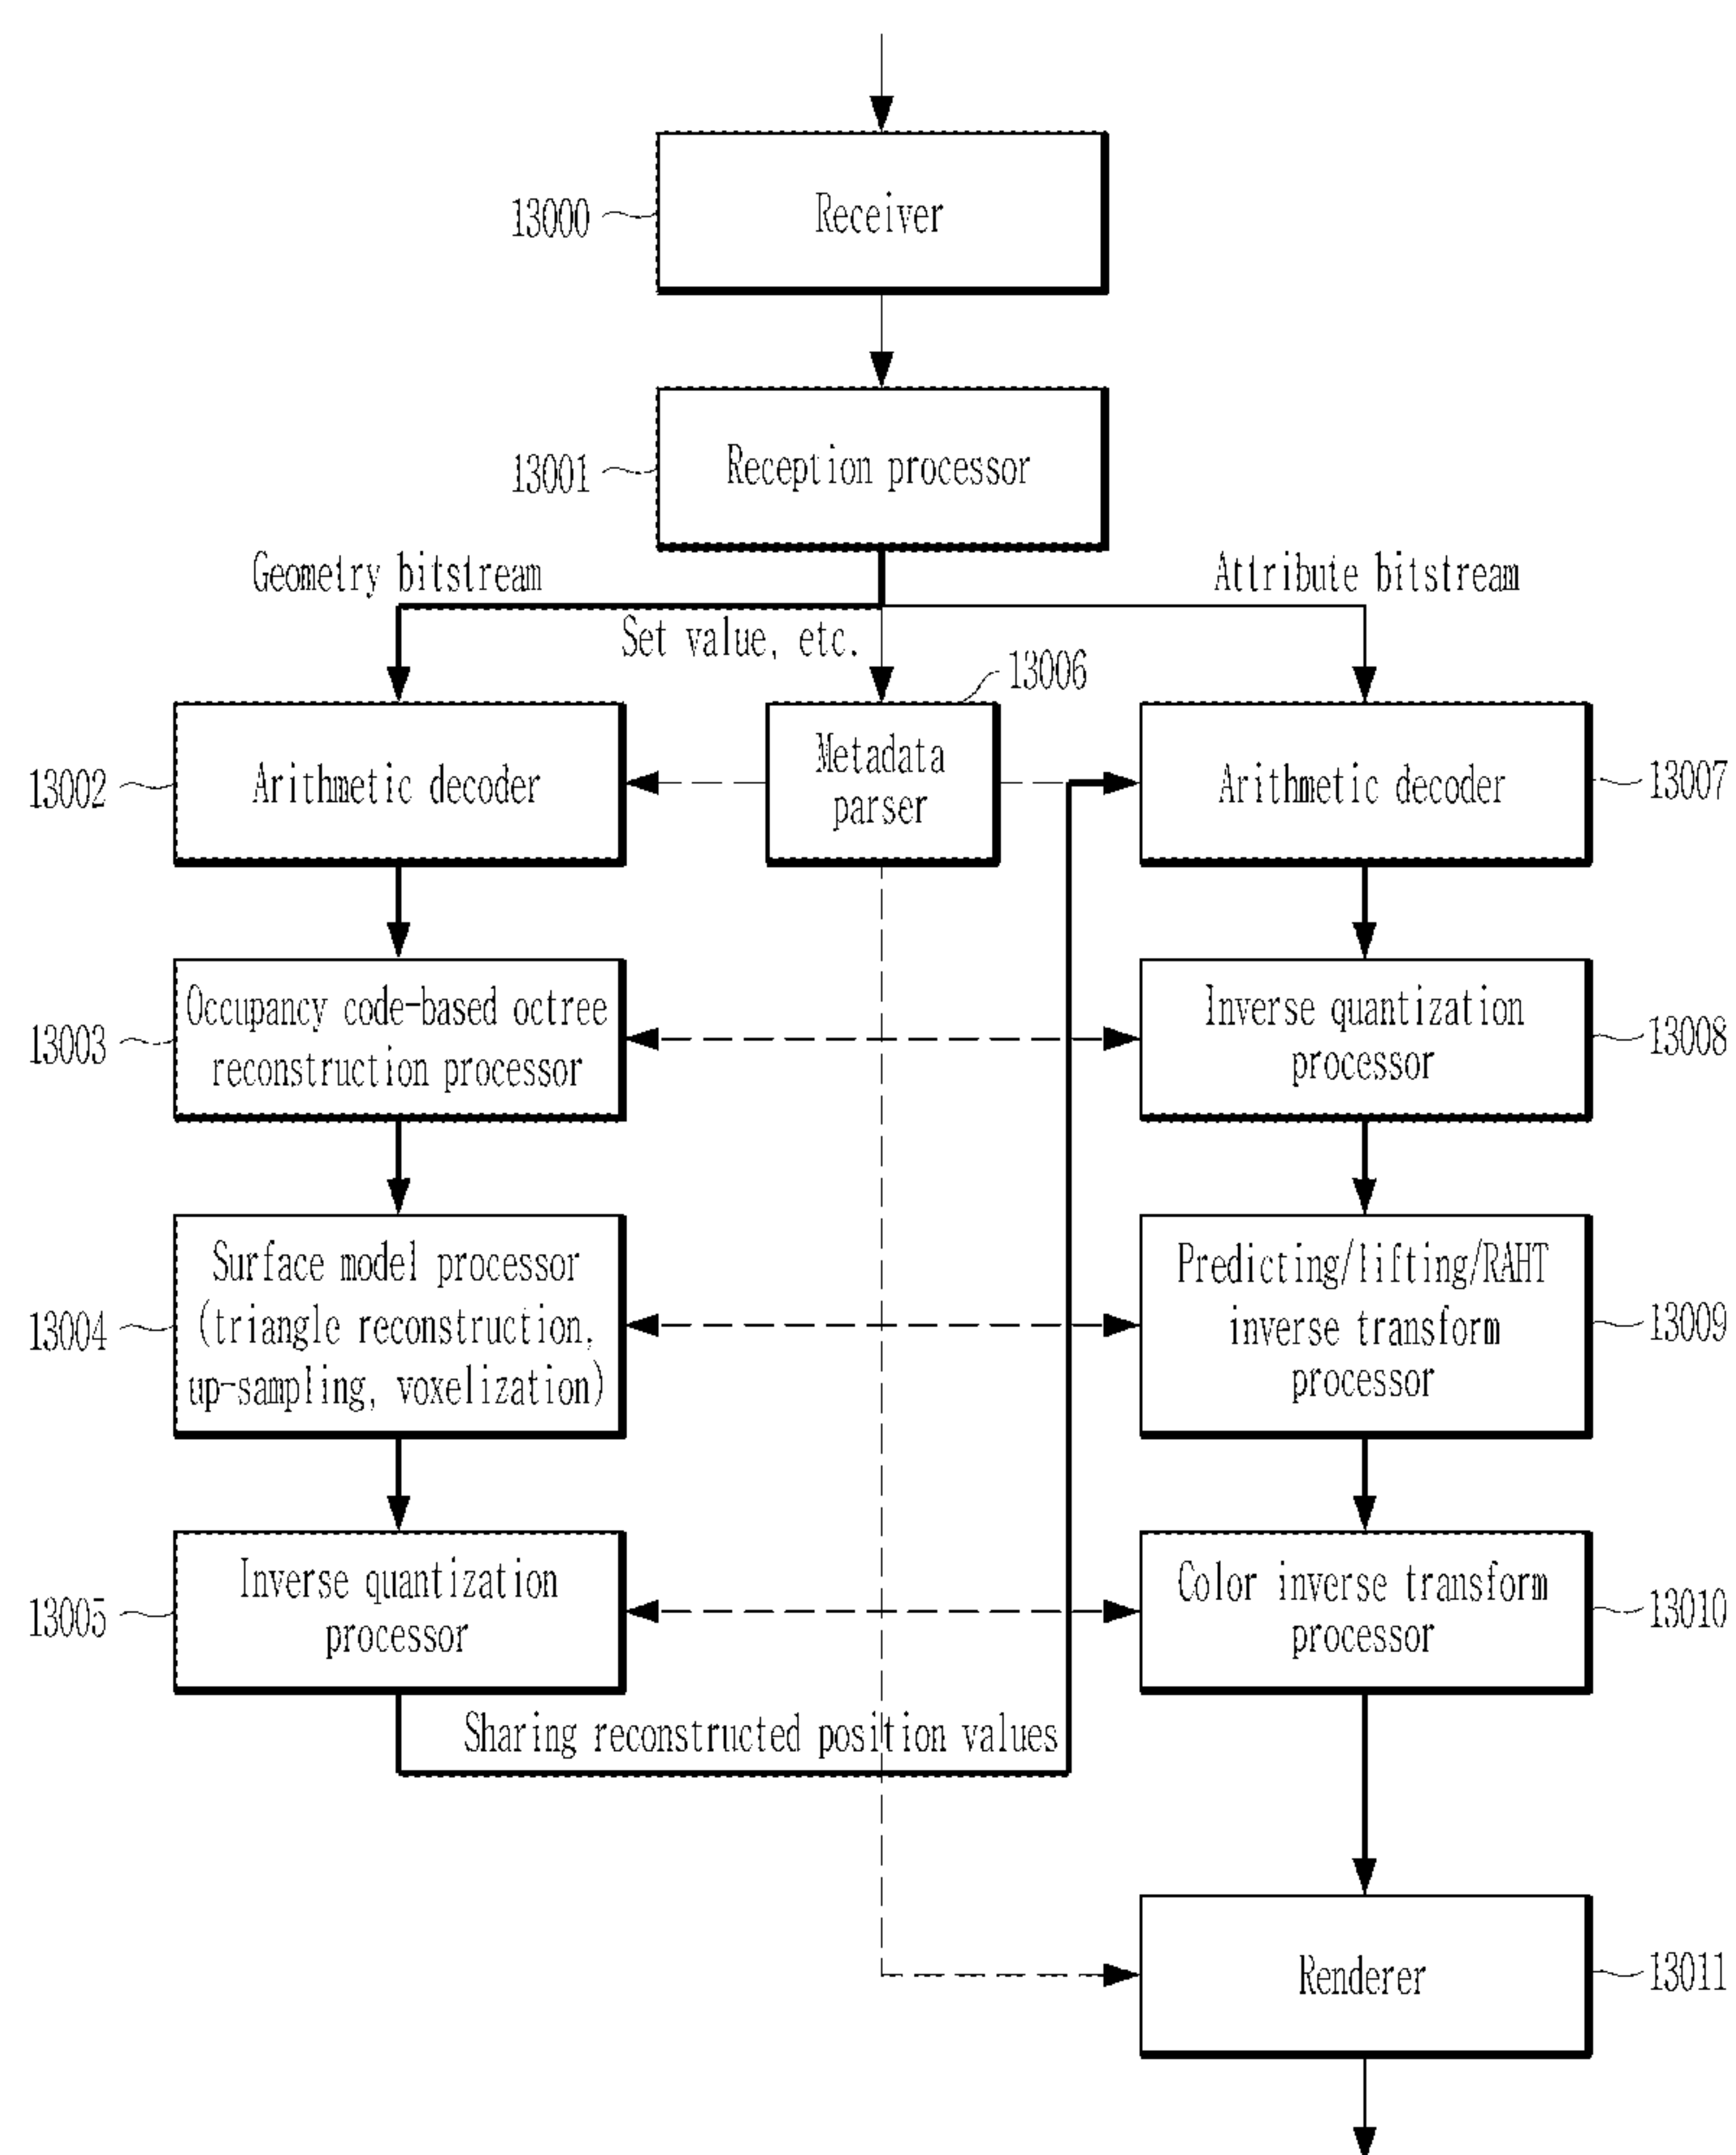 13000
Receiver
13001
Reception processor
Geometry bitstream
Attribute bitstream
Set value, etc.
13006
13002
Arithmetic decoder
Metadata
parser
Arithmetic decoder
13007
13003
Occupancy code-based octree
reconstruction processor
Inverse quantization
processor
13008
13004
Surface model processor
(triangle reconstruction,
up-sampling, voxelization)
Predicting/lifting/RAHT
inverse transform
processor
13009
13005
Inverse quantization
processor
Color inverse transform
processor
13010
Sharing reconstructed position values
Renderer
13011